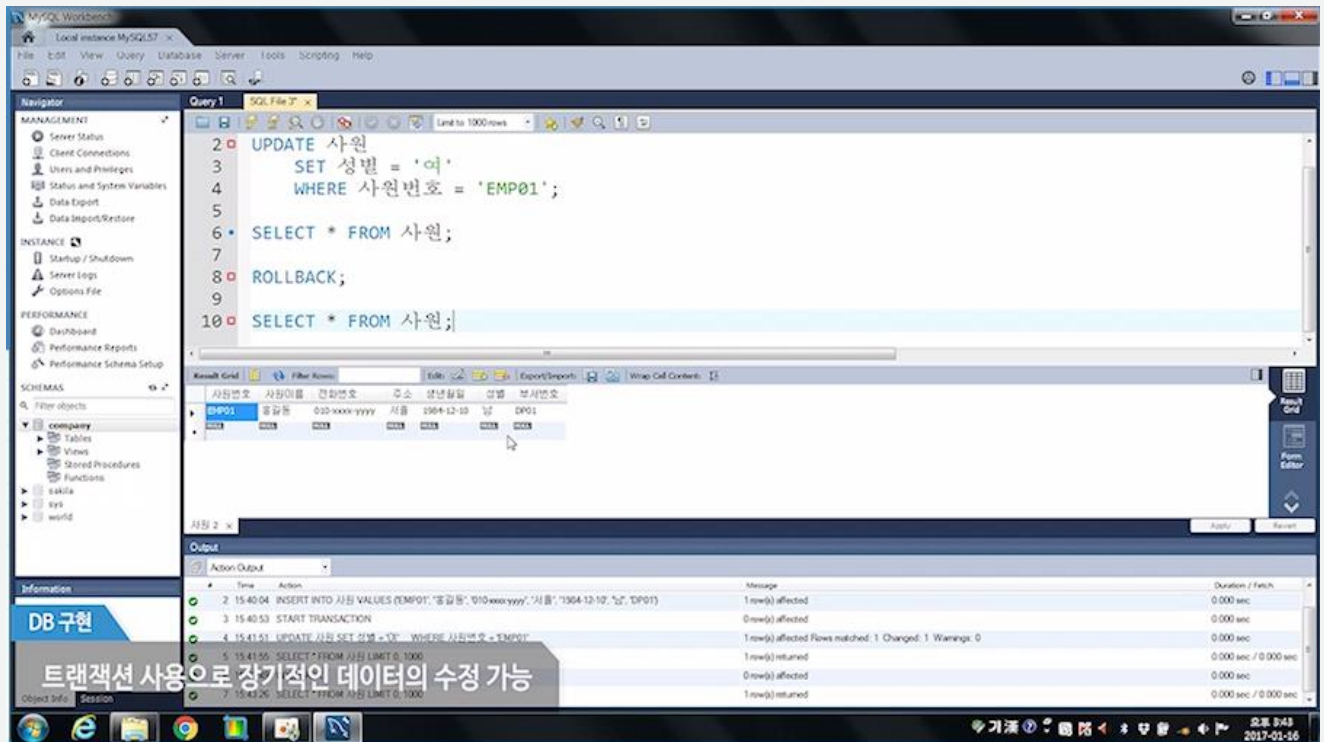 MySQL Workbench
Local instance MySQL57 ×
File Edit View Query Database Server Tools Scripting Help
Navigator
MANAGEMENT
Server Status
Client Connections
Users and Privileges
Status and System Variables
Data Export
Data Import/Restore
INSTANCE
Startup / Shutdown
Server Logs
Options File
PERFORMANCE
Dashboard
Performance Reports
Performance Schema Setup
SCHEMAS
Filter objects
company
Tables
Views
Stored Procedures
Functions
sakila
sys
world
Information
Object Info Session
Query 1 SQL File 3* ×
Limit to 1000 rows
2 UPDATE 사원
3 SET 성별 = '여'
4 WHERE 사원번호 = 'EMP01';
5
6 SELECT * FROM 사원;
7
8 ROLLBACK;
9
10 SELECT * FROM 사원;
Result Grid Filter Rows: Edit: Export/Import: Wrap Cell Content:
사원번호 사원이름 전화번호 주소 생년월일 성별 부서번호
EMP01 홍길동 010-xxxx-yyyy 서울 1984-12-10 남 DP01
NULL NULL NULL NULL NULL NULL NULL
Result Grid
Form Editor
사원 2 ×
Apply Revert
Output
Action Output
# Time Action Message Duration / Fetch
2 15:40:04 INSERT INTO 사원 VALUES ('EMP01', '홍길동', '010-xxxx-yyyy', '서울', '1984-12-10', '남', 'DP01') 1 row(s) affected 0.000 sec
3 15:40:53 START TRANSACTION 0 row(s) affected 0.000 sec
4 15:41:51 UPDATE 사원 SET 성별 = '여' WHERE 사원번호 = 'EMP01' 1 row(s) affected Rows matched: 1 Changed: 1 Warnings: 0 0.000 sec
5 15:41:55 SELECT * FROM 사원 LIMIT 0, 1000 1 row(s) returned 0.000 sec / 0.000 sec
0 row(s) affected 0.000 sec
7 15:43:26 SELECT * FROM 사원 LIMIT 0, 1000 1 row(s) returned 0.000 sec / 0.000 sec
DB 구현
트랜잭션 사용으로 장기적인 데이터의 수정 가능
오후 3:43
2017-01-16